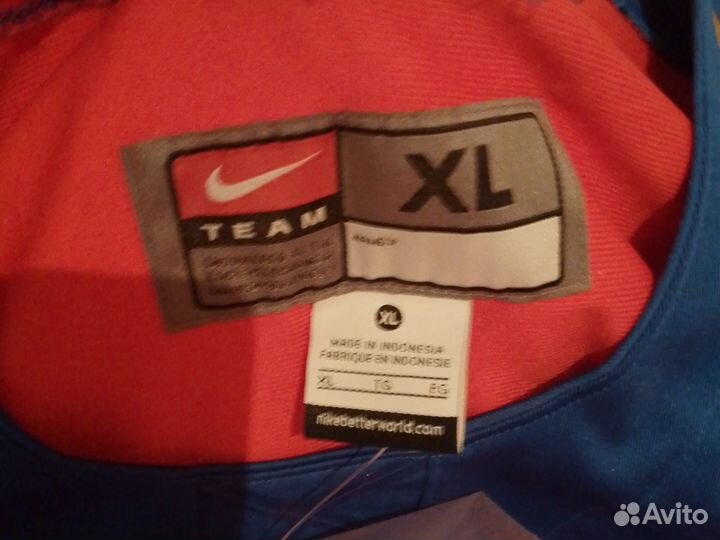 XL
TEAM
XL
MADE IN INDONESIA
FABRIQUE EN INDONESIE
XL TG EG
nikebetterworld.com
Avito